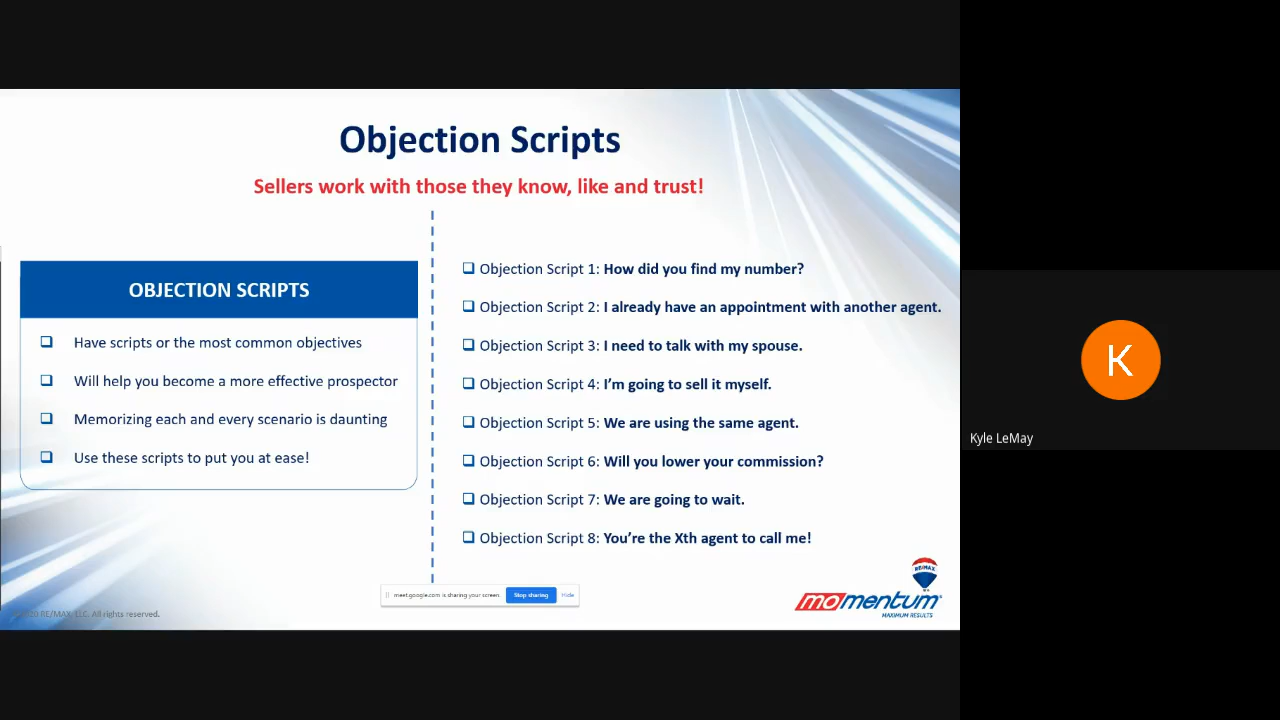 Objection Scripts
Sellers work with those they know, like and trust!
OBJECTION SCRIPTS
Have scripts or the most common objectives
Will help you become a more effective prospector
Memorizing each and every scenario is daunting
Use these scripts to put you at ease!
Objection Script 1: How did you find my number?
Objection Script 2: I already have an appointment with another agent.
Objection Script 3: I need to talk with my spouse.
Objection Script 4: I’m going to sell it myself.
Objection Script 5: We are using the same agent.
Objection Script 6: Will you lower your commission?
Objection Script 7: We are going to wait.
Objection Script 8: You’re the Xth agent to call me!
meet.google.com is sharing your screen.
Stop sharing
Hide
RE/MAX, LLC. All rights reserved.
RE/MAX
momentum®
MAXIMUM RESULTS
K
Kyle LeMay